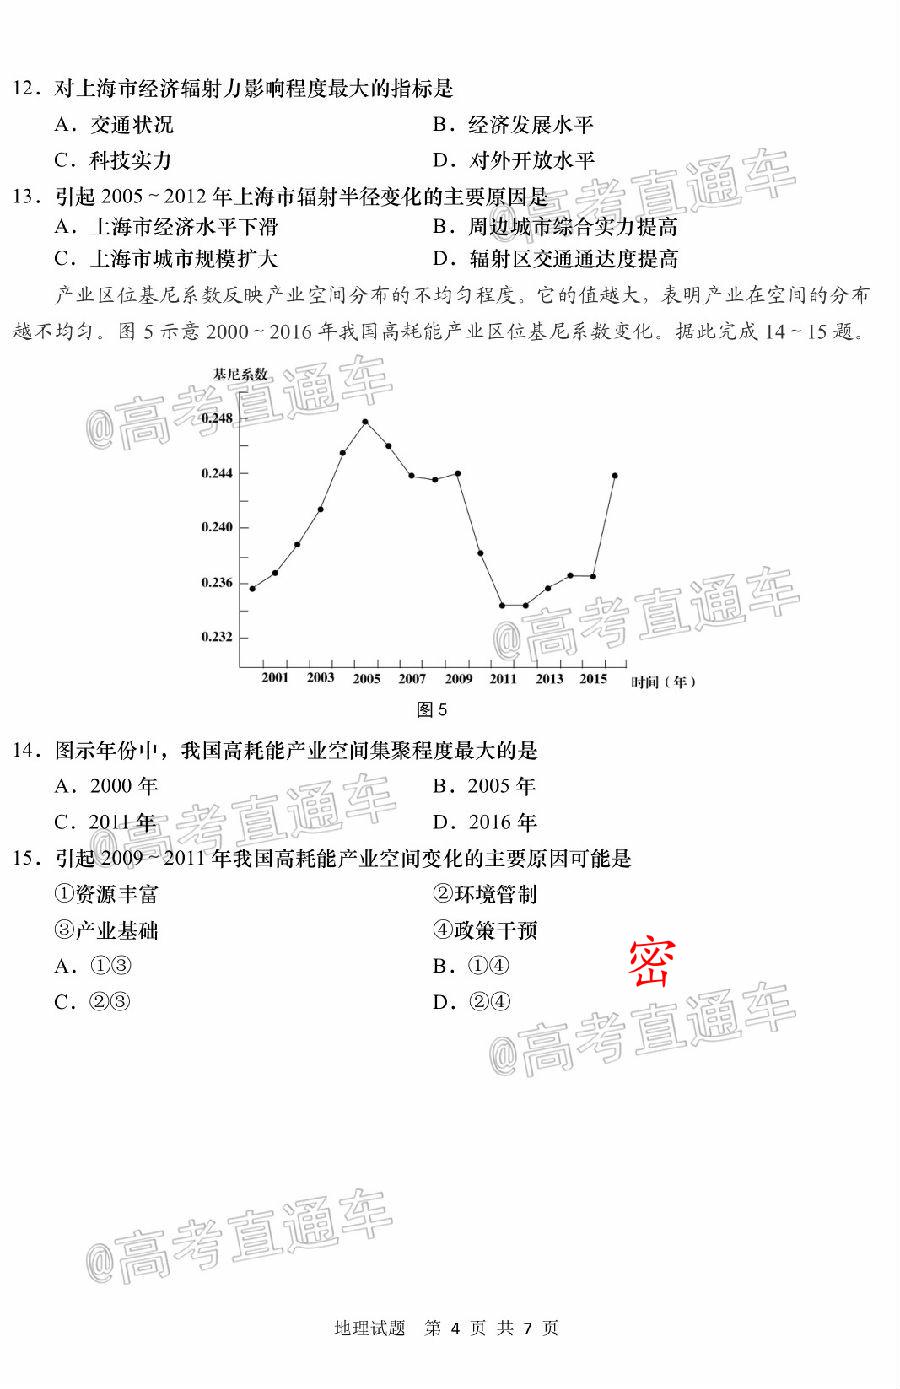 12．对上海市经济辐射力影响程度最大的指标是
A．交通状况 B．经济发展水平
C．科技实力 D．对外开放水平
13．引起 2005～2012 年上海市辐射半径变化的主要原因是
A．上海市经济水平下滑 B．周边城市综合实力提高
C．上海市城市规模扩大 D．辐射区交通通达度提高
产业区位基尼系数反映产业空间分布的不均匀程度。它的值越大，表明产业在空间的分布
越不均匀。图 5 示意 2000～2016 年我国高耗能产业区位基尼系数变化。据此完成 14～15 题。
基尼系数
0.248
0.244
0.240
0.236
0.232
2001 2003 2005 2007 2009 2011 2013 2015 时间（年）
图 5
14．图示年份中，我国高耗能产业空间集聚程度最大的是
A．2000 年 B．2005 年
C．2011 年 D．2016 年
15．引起 2009～2011 年我国高耗能产业空间变化的主要原因可能是
①资源丰富 ②环境管制
③产业基础 ④政策干预
A．①③ B．①④
C．②③ D．②④
密
@高考直通车
@高考直通车
@高考直通车
@高考直通车
@高考直通车
@高考直通车
地理试题 第 4 页 共 7 页